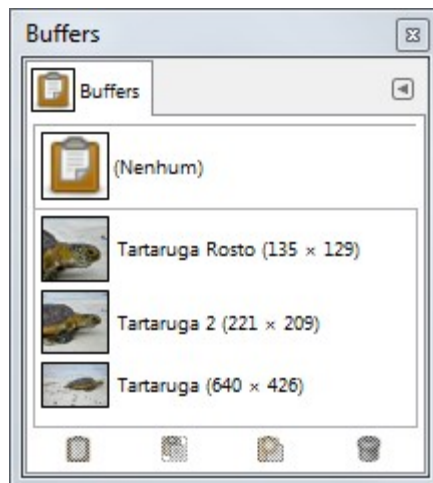 Buffers
Buffers
(Nenhum)
Tartaruga Rosto (135 × 129)
Tartaruga 2 (221 × 209)
Tartaruga (640 × 426)